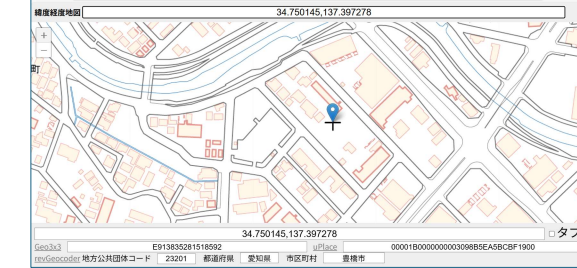 緯度経度地図 34.750145,137.397278
+
−
町
34.750145,137.397278 タブ
Geo3x3 E913835281518592 uPlace 00001B0000000003098B5EA5BCBF1900
revGeocoder 地方公共団体コード 23201 都道府県 愛知県 市区町村 豊橋市